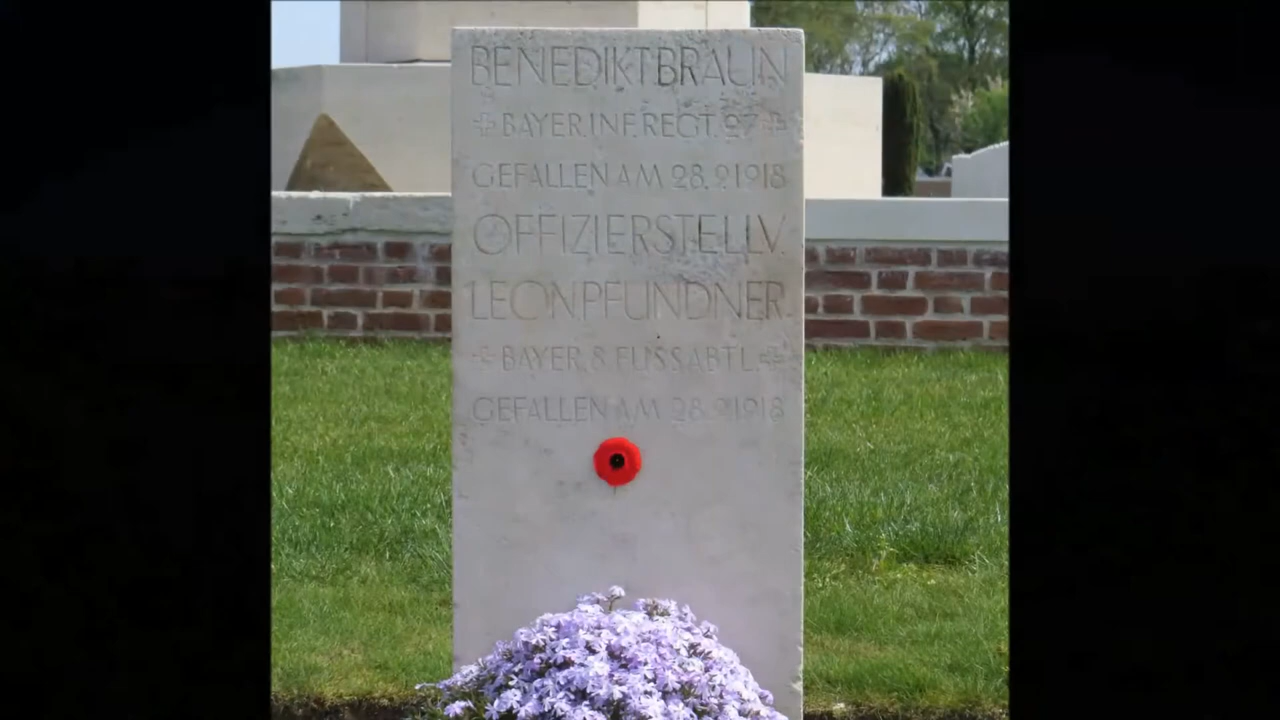 BENEDIKT BRAUN
BAYER. INF. REGT. 27
GEFALLEN AM 28.9.1918
OFFIZIERSTELLV.
LEON PFUNDNER
BAYER. 8 FUSSABTL.
GEFALLEN AM 28.9.1918